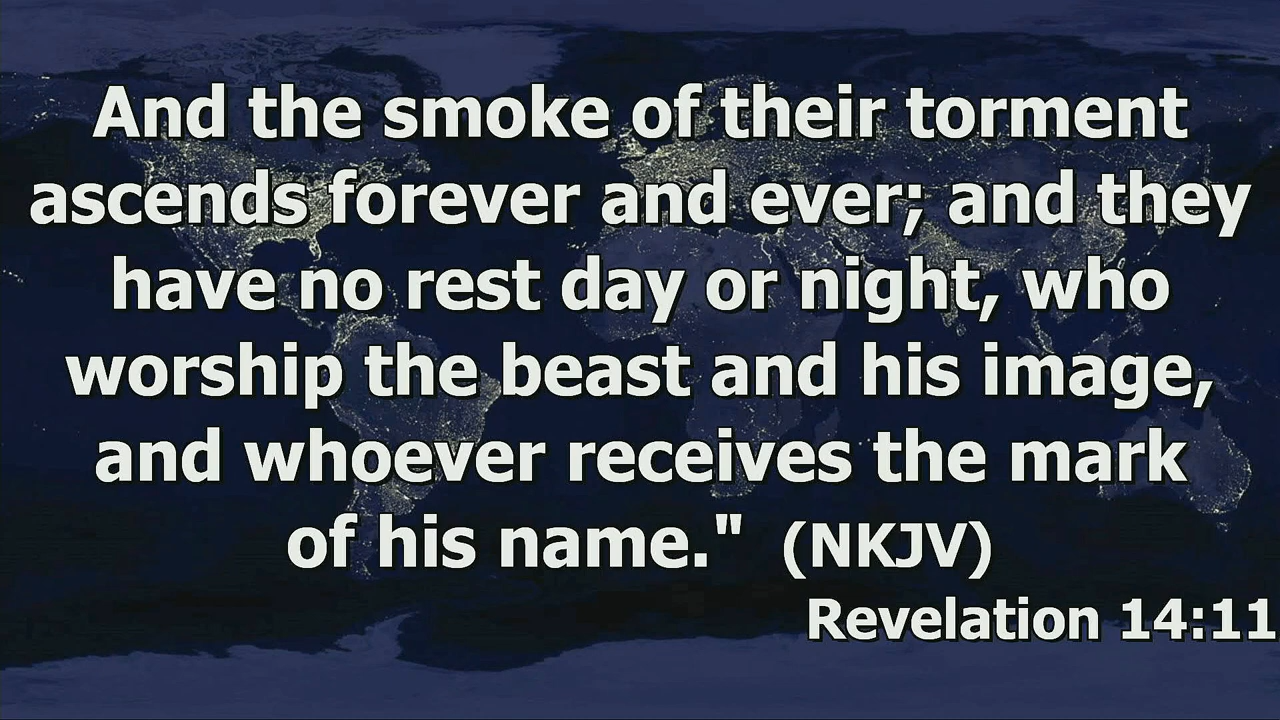 And the smoke of their torment
ascends forever and ever; and they
have no rest day or night, who
worship the beast and his image,
and whoever receives the mark
of his name." (NKJV)
Revelation 14:11